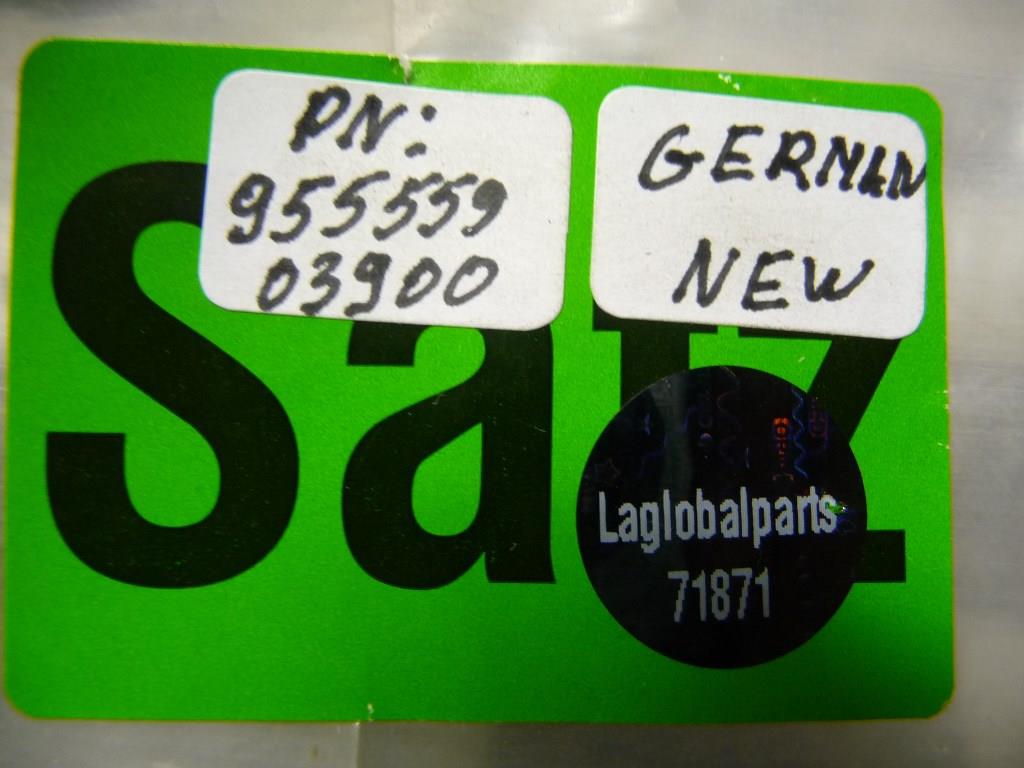 PN:
955559
03900
GERMAN
NEW
Satz
Laglobalparts
71871